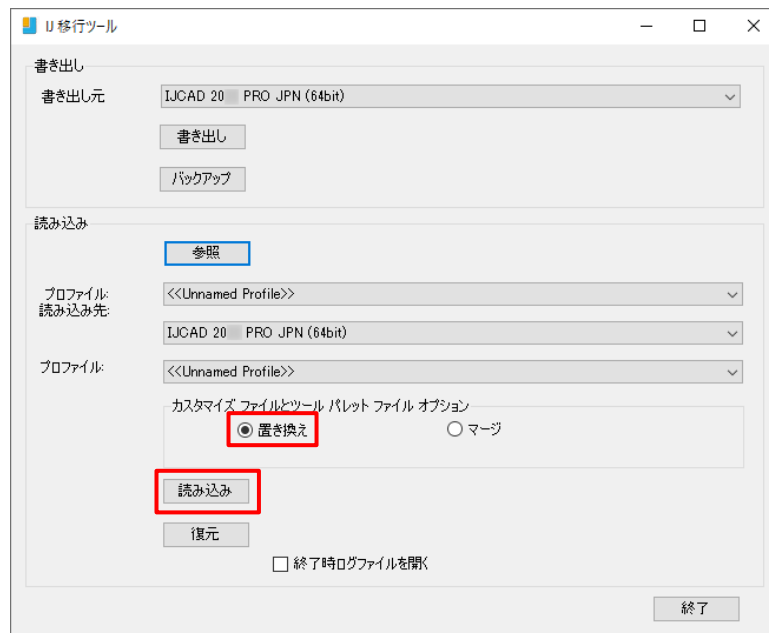 IJ 移行ツール
書き出し
書き出し元
IJCAD 20 PRO JPN (64bit)
書き出し
バックアップ
読み込み
参照
プロファイル:
<<Unnamed Profile>>
読み込み先:
IJCAD 20 PRO JPN (64bit)
プロファイル:
<<Unnamed Profile>>
カスタマイズ ファイルとツール パレット ファイル オプション
置き換え
マージ
読み込み
復元
終了時ログファイルを開く
終了